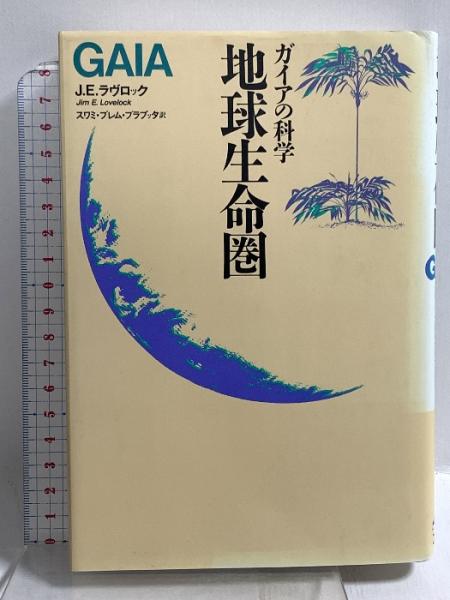 GAIA
J.E.ラヴロック
Jim E. Lovelock
スワミ・プレム・プラブッタ訳
ガイアの科学
地球生命圏